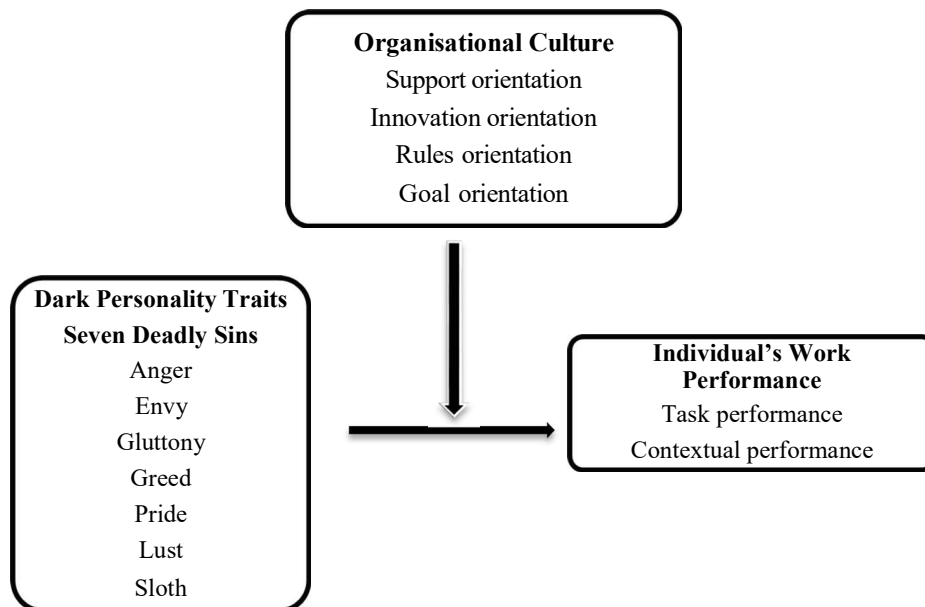 Organisational Culture
Support orientation
Innovation orientation
Rules orientation
Goal orientation
Dark Personality Traits
Seven Deadly Sins
Anger
Envy
Gluttony
Greed
Pride
Lust
Sloth
Individual’s Work
Performance
Task performance
Contextual performance